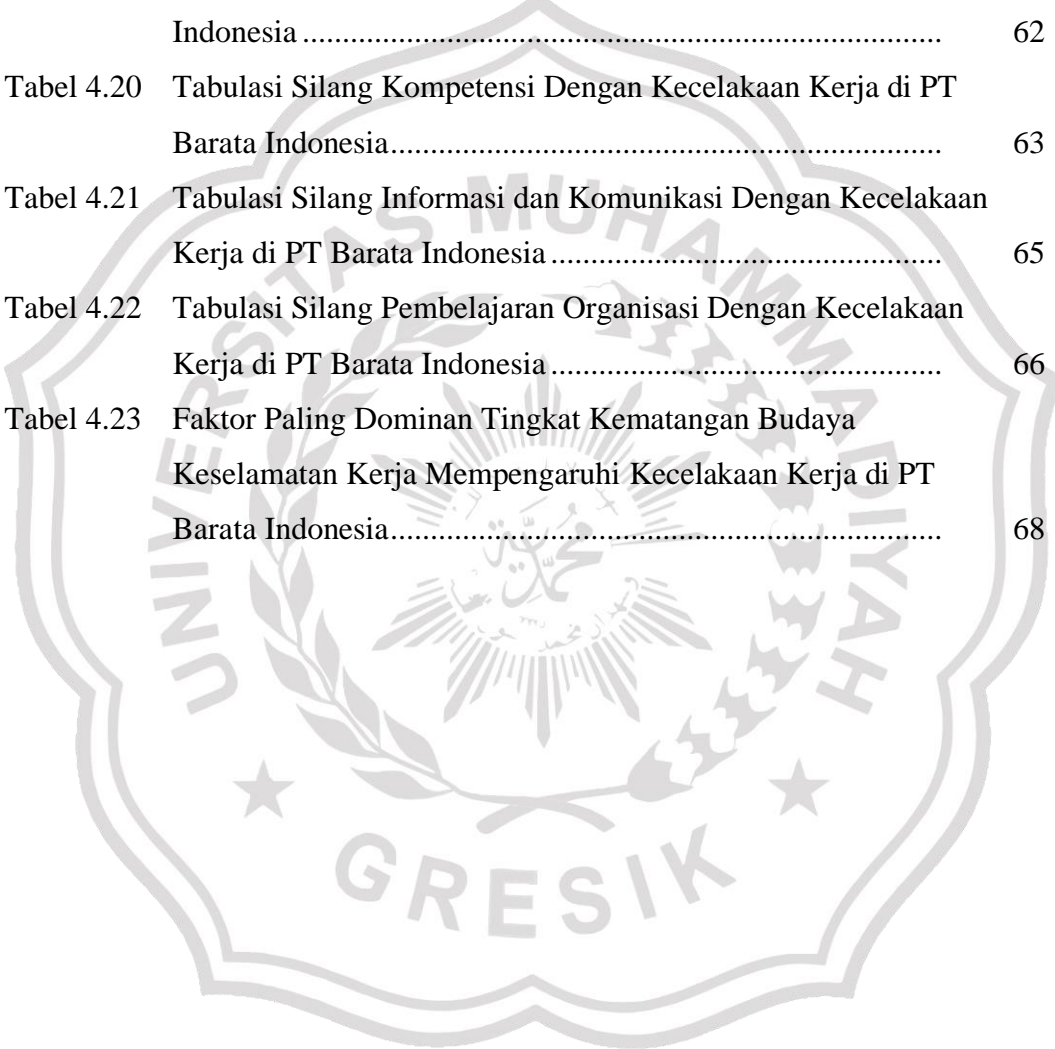 Indonesia ........................................................................ 62
Tabel 4.20 Tabulasi Silang Kompetensi Dengan Kecelakaan Kerja di PT
Barata Indonesia............................................................... 63
Tabel 4.21 Tabulasi Silang Informasi dan Komunikasi Dengan Kecelakaan
Kerja di PT Barata Indonesia ............................................ 65
Tabel 4.22 Tabulasi Silang Pembelajaran Organisasi Dengan Kecelakaan
Kerja di PT Barata Indonesia ............................................ 66
Tabel 4.23 Faktor Paling Dominan Tingkat Kematangan Budaya
Keselamatan Kerja Mempengaruhi Kecelakaan Kerja di PT
Barata Indonesia............................................................... 68
UNIVERSITAS MUHAMMADIYAH
GRESIK